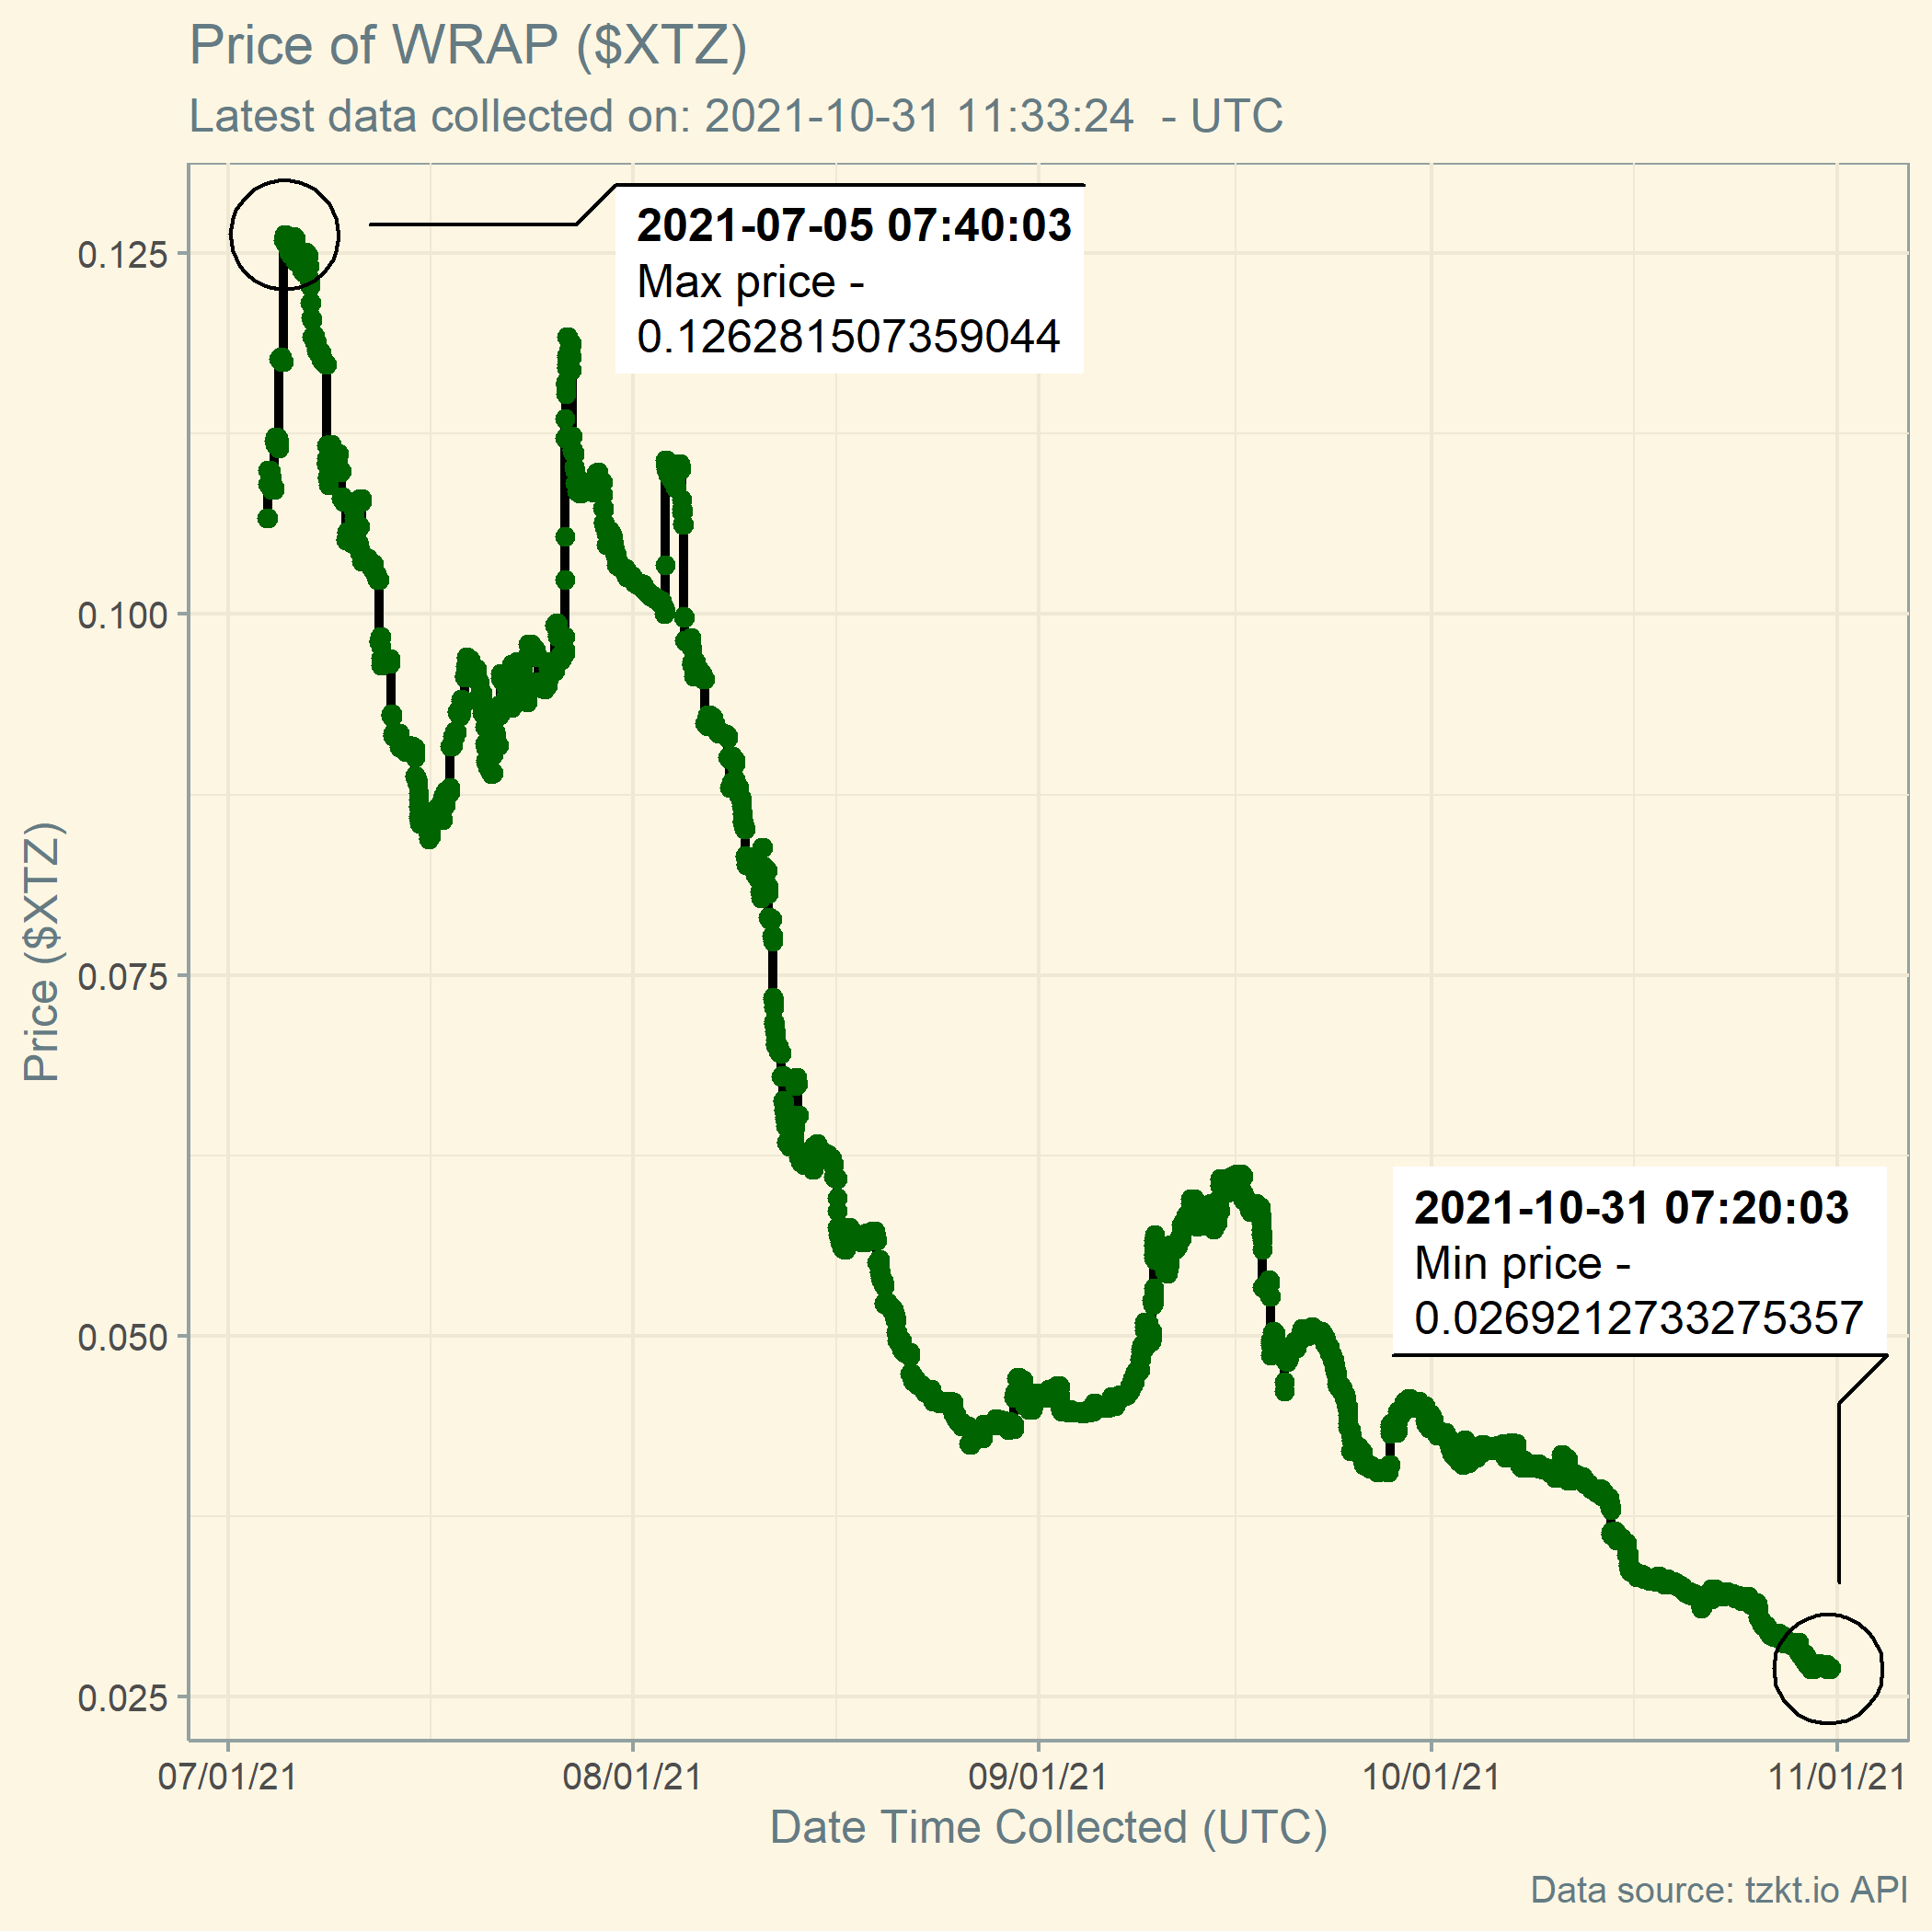 Price of WRAP ($XTZ)
Latest data collected on: 2021-10-31 11:33:24  - UTC
2021-07-05 07:40:03
Max price -
0.126281507359044
0.125
0.100
0.075
0.050
0.025
Price ($XTZ)
2021-10-31 07:20:03
Min price -
0.0269212733275357
07/01/21
08/01/21
09/01/21
10/01/21
11/01/21
Date Time Collected (UTC)
Data source: tzkt.io API